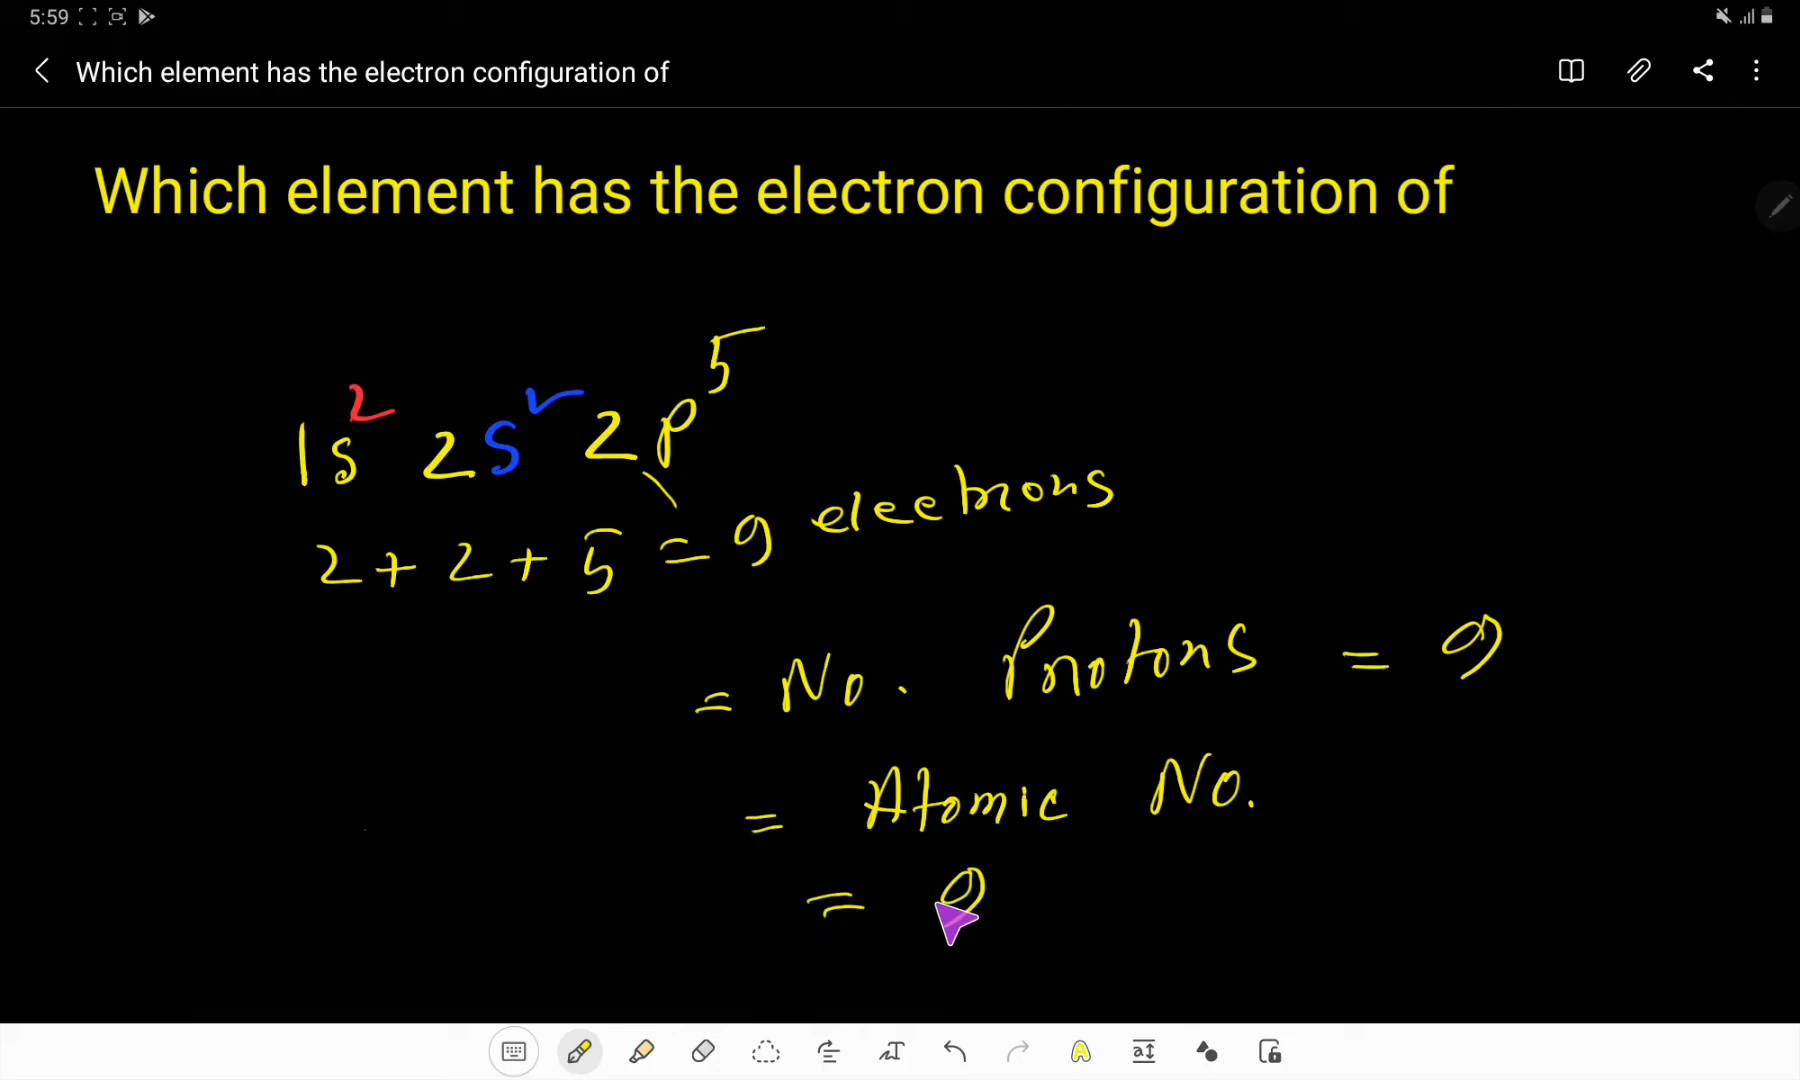 5:59
Which element has the electron configuration of
Which element has the electron configuration of
1s² 2s² 2p⁵
2 + 2 + 5 = 9 electrons
= No. Protons = 9
= Atomic No.
= 9